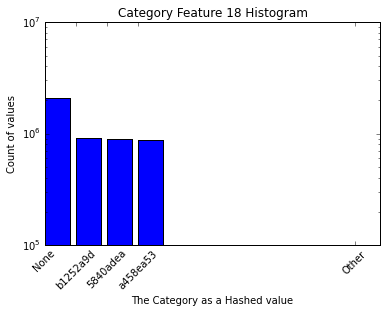 Category Feature 18 Histogram
Count of values
10^7
10^6
10^5
None
b1252a9d
5840adea
a458ea53
Other
The Category as a Hashed value